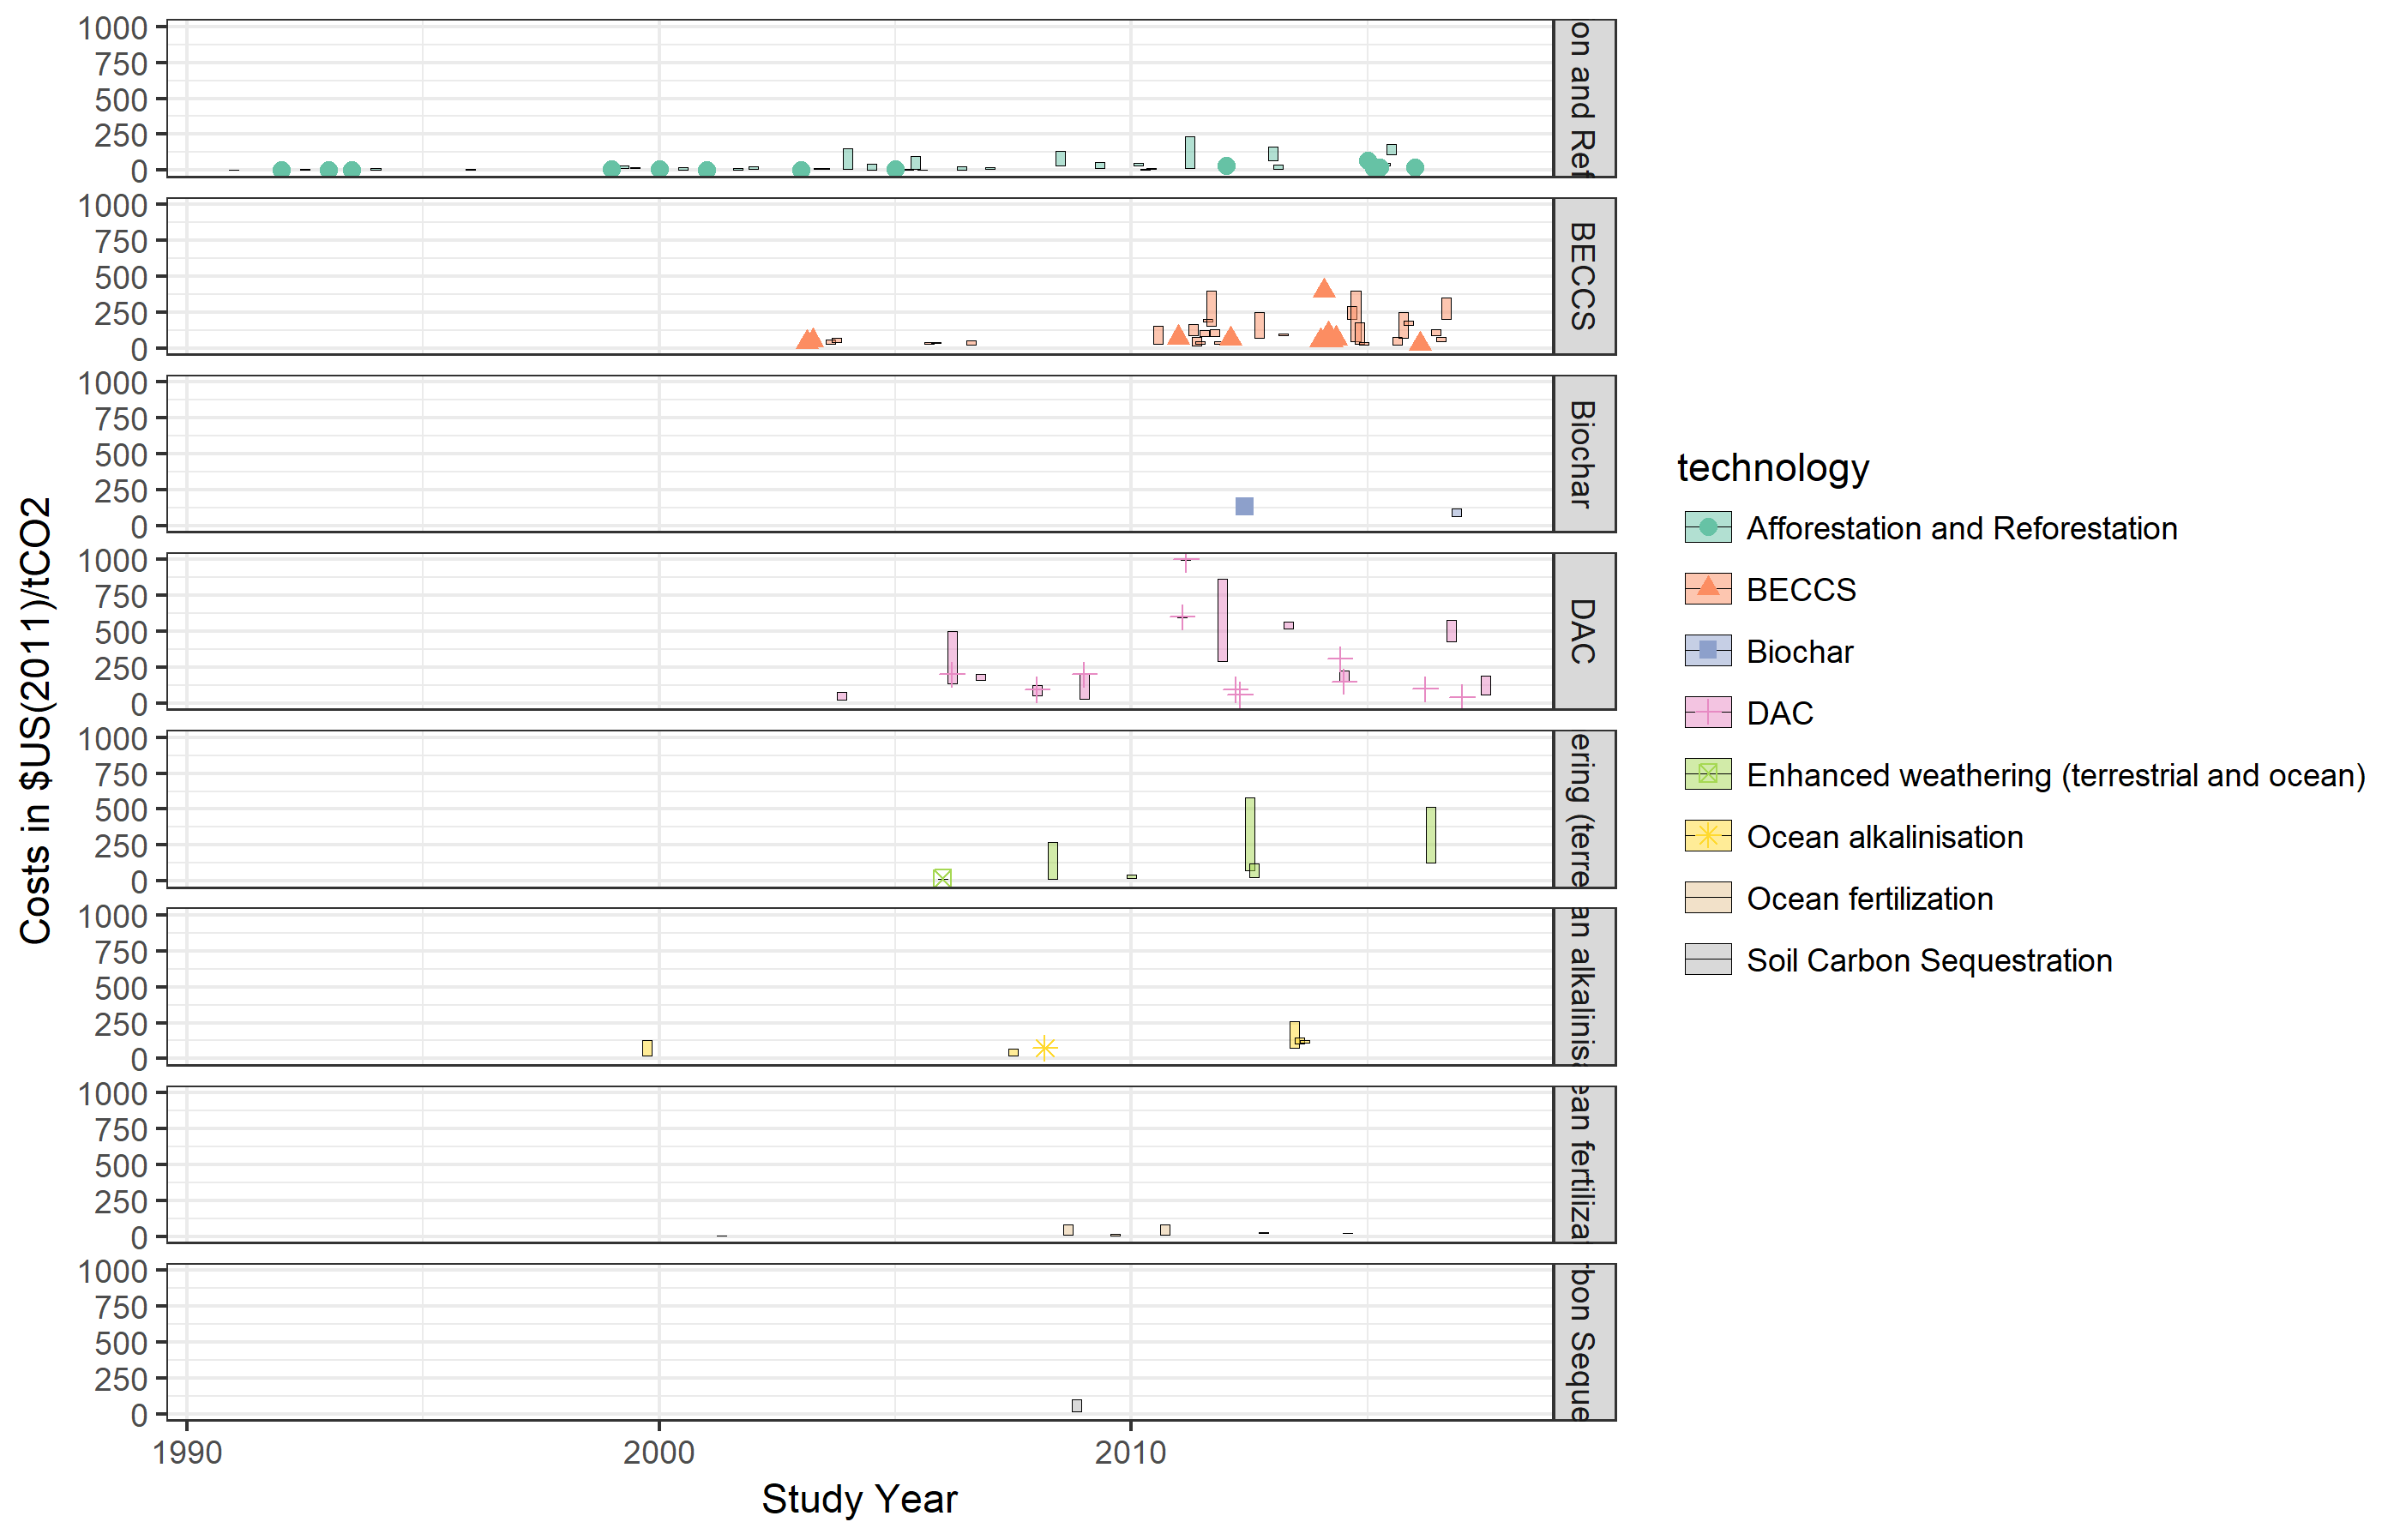 1000
750
500
250
0
on and Ref
1000
750
500
250
0
BECCS
1000
750
500
250
0
Biochar
1000
750
500
250
0
DAC
1000
750
500
250
0
ering (terre
1000
750
500
250
0
an alkalinisa
1000
750
500
250
0
ean fertiliza
1000
750
500
250
0
rbon Seque
1990
2000
2010
Study Year
Costs in $US(2011)/tCO2
technology
Afforestation and Reforestation
BECCS
Biochar
DAC
Enhanced weathering (terrestrial and ocean)
Ocean alkalinisation
Ocean fertilization
Soil Carbon Sequestration